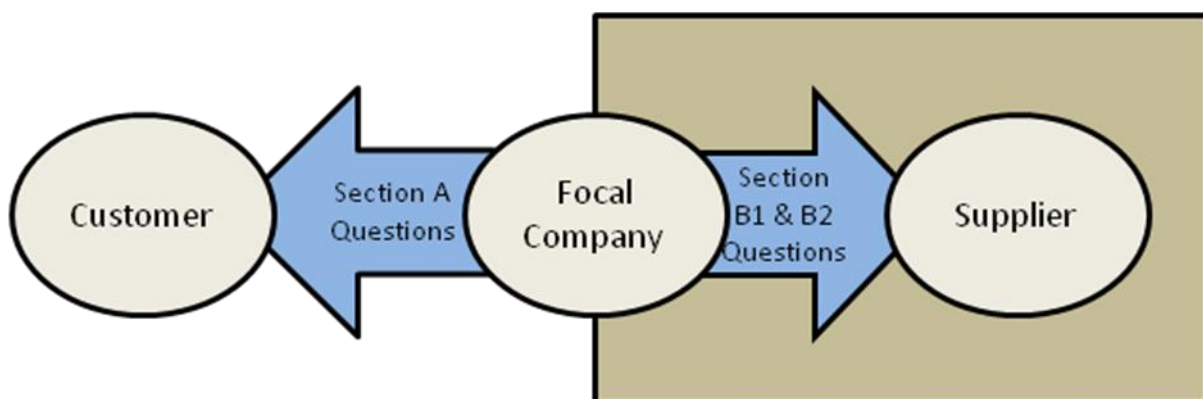 Customer
Section A
Questions
Focal
Company
Section
B1 & B2
Questions
Supplier